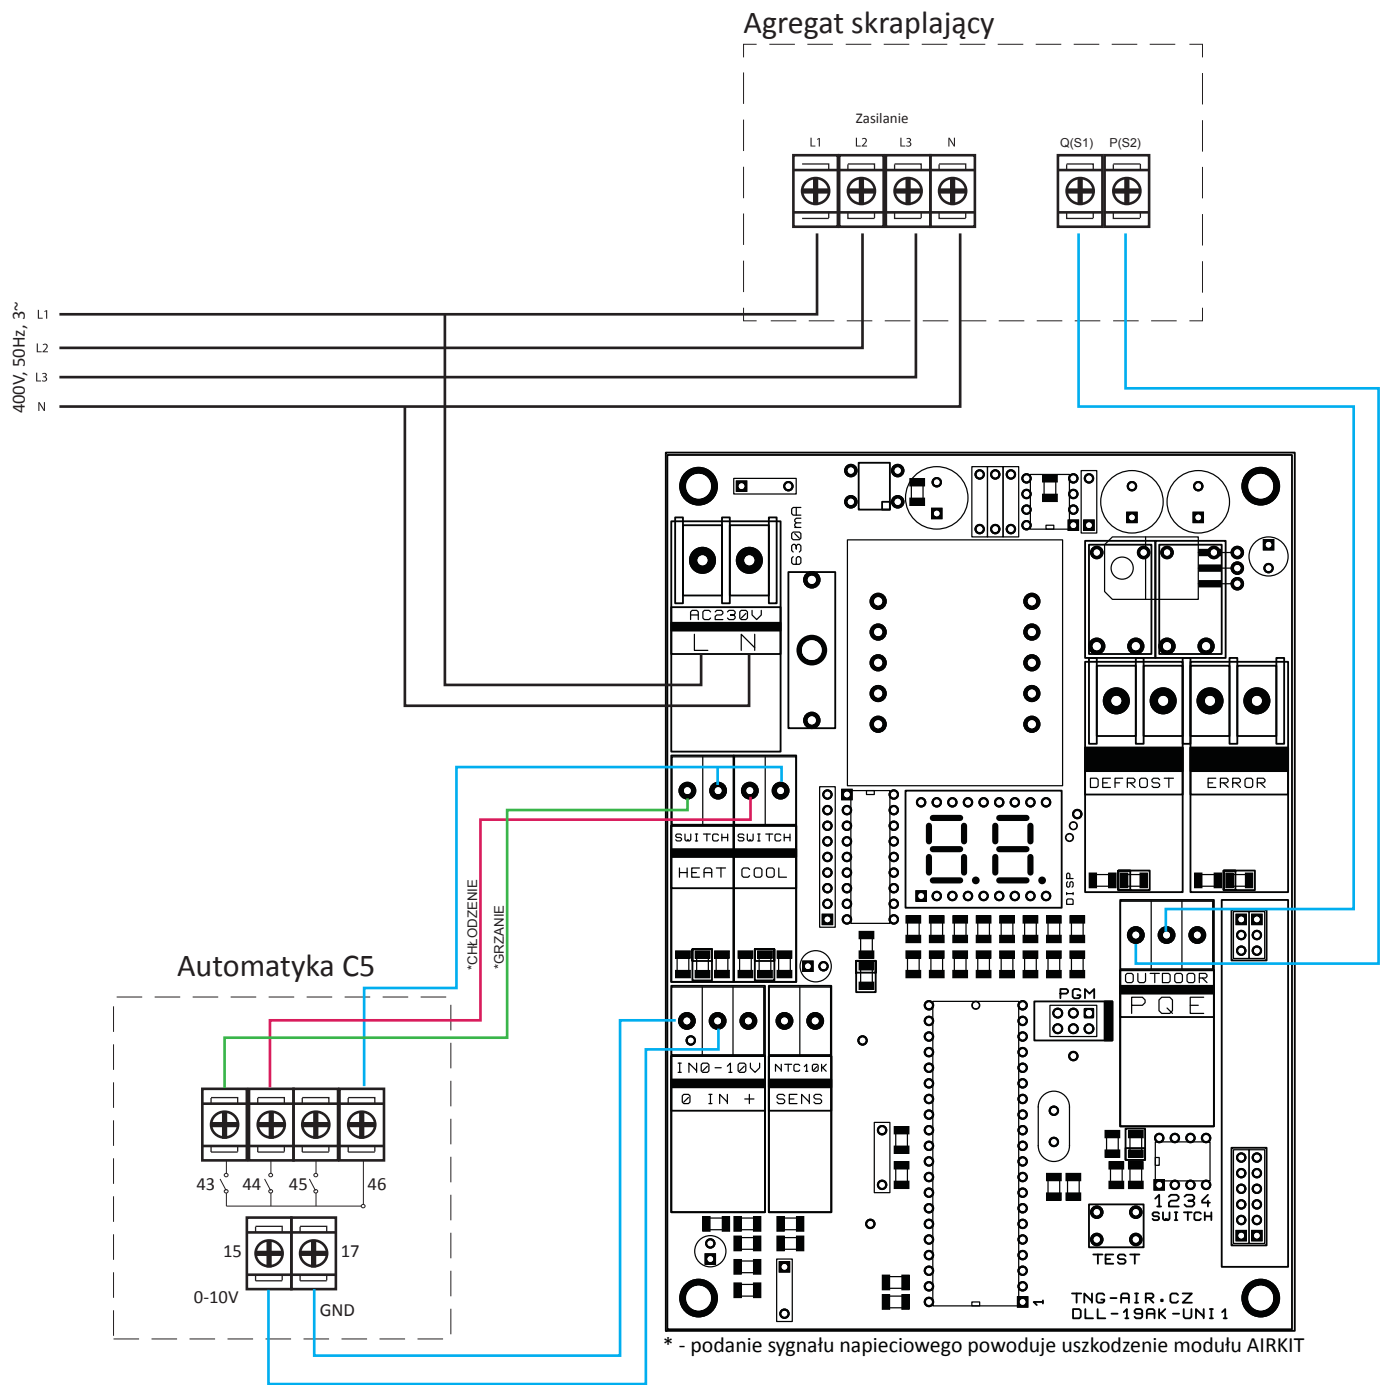 Agregat skraplający
Zasilanie
L1 L2 L3 N Q(S1) P(S2)
400V, 50Hz, 3~
L1
L2
L3
N
630mA
AC230V
L N
DEFROST ERROR
SWITCH SWITCH
HEAT COOL
DISP
*CHŁODZENIE
*GRZANIE
Automatyka C5
OUTDOOR
P Q E
PGM
IN0-10V NTC10K
0 IN + SENS
43 44 45 46
15 17
0-10V
GND
1234
SWITCH
TEST
1
TNG-AIR.CZ
DLL-19AK-UNI1
* - podanie sygnału napieciowego powoduje uszkodzenie modułu AIRKIT